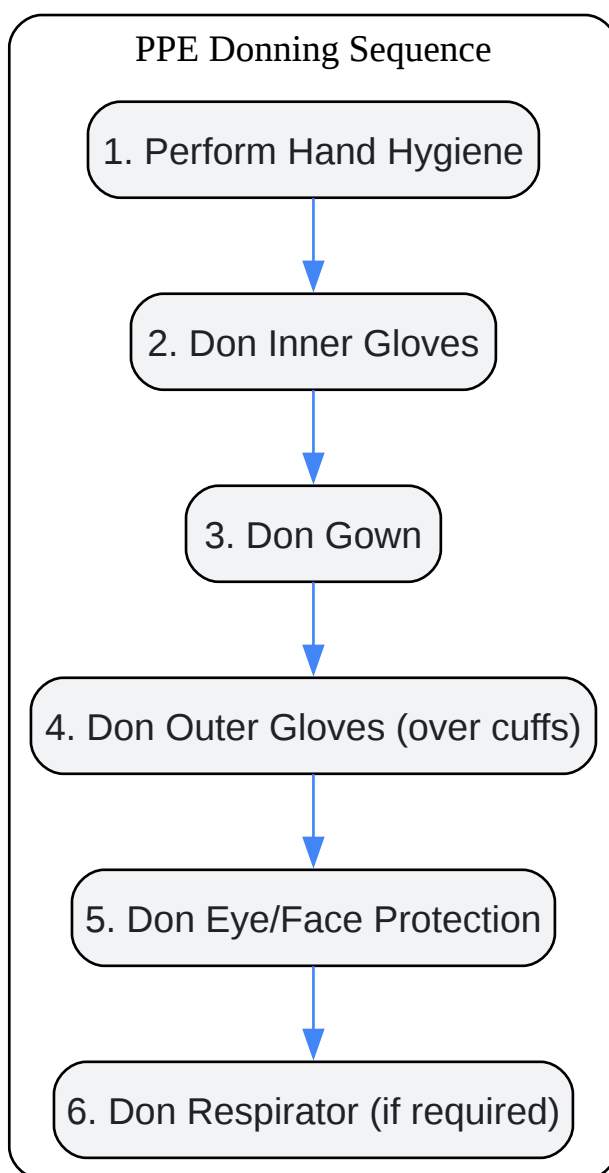 PPE Donning Sequence
1. Perform Hand Hygiene
2. Don Inner Gloves
3. Don Gown
4. Don Outer Gloves (over cuffs)
5. Don Eye/Face Protection
6. Don Respirator (if required)